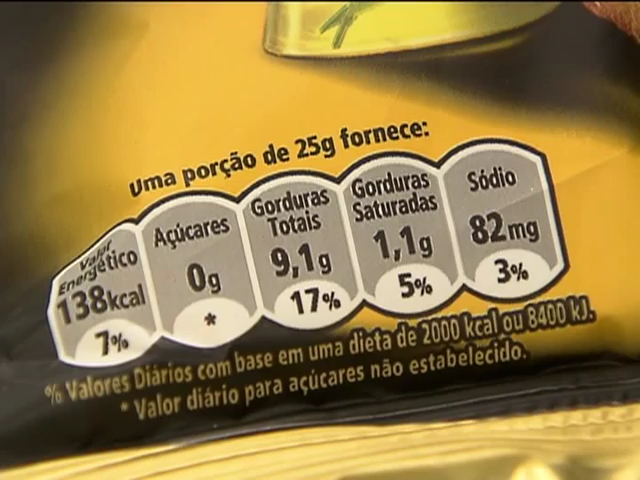 Uma porção de 25g fornece:
Valor
Energético
138kcal
7%
Açúcares
0g
*
Gorduras
Totais
9,1g
17%
Gorduras
Saturadas
1,1g
5%
Sódio
82mg
3%
% Valores Diários com base em uma dieta de 2000 kcal ou 8400 kJ.
* Valor diário para açúcares não estabelecido.